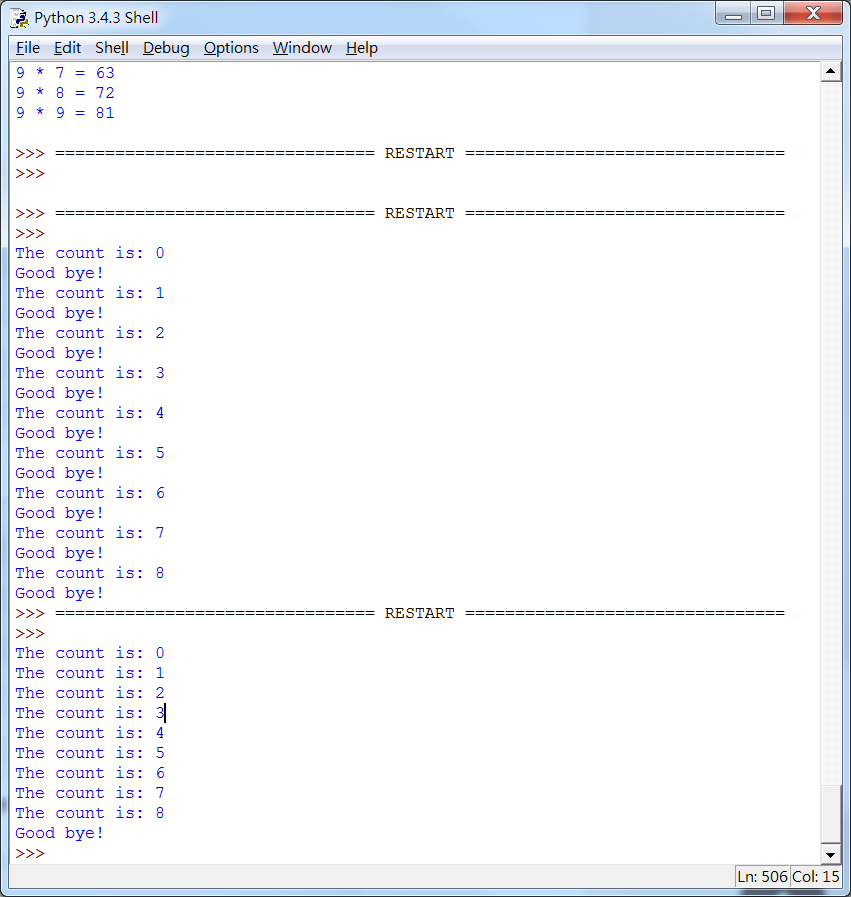 Python 3.4.3 Shell
File Edit Shell Debug Options Window Help
9 * 7 = 63
9 * 8 = 72
9 * 9 = 81
>>> ================================ RESTART ================================
>>>
>>> ================================ RESTART ================================
>>>
The count is: 0
Good bye!
The count is: 1
Good bye!
The count is: 2
Good bye!
The count is: 3
Good bye!
The count is: 4
Good bye!
The count is: 5
Good bye!
The count is: 6
Good bye!
The count is: 7
Good bye!
The count is: 8
Good bye!
>>> ================================ RESTART ================================
>>>
The count is: 0
The count is: 1
The count is: 2
The count is: 3
The count is: 4
The count is: 5
The count is: 6
The count is: 7
The count is: 8
Good bye!
>>>
Ln: 506 Col: 15